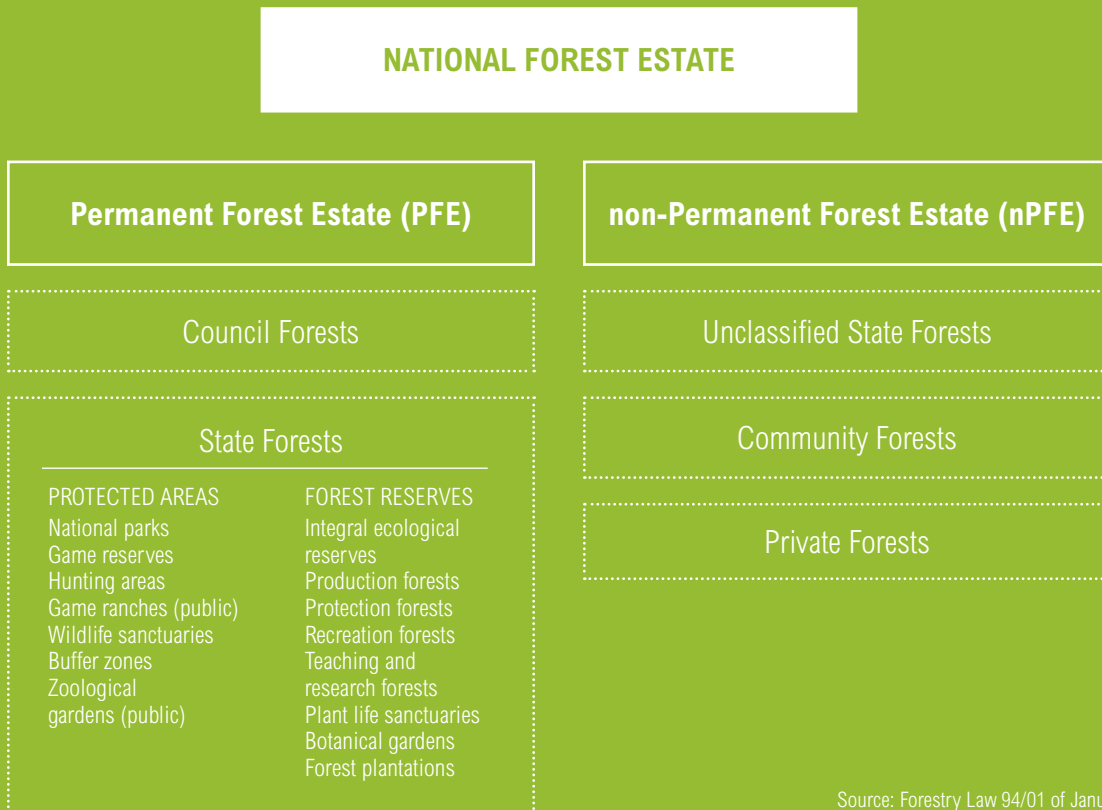 NATIONAL FOREST ESTATE
Permanent Forest Estate (PFE)
Council Forests
State Forests
PROTECTED AREAS
National parks
Game reserves
Hunting areas
Game ranches (public)
Wildlife sanctuaries
Buffer zones
Zoological
gardens (public)
FOREST RESERVES
Integral ecological
reserves
Production forests
Protection forests
Recreation forests
Teaching and
research forests
Plant life sanctuaries
Botanical gardens
Forest plantations
non-Permanent Forest Estate (nPFE)
Unclassified State Forests
Community Forests
Private Forests
Source: Forestry Law 94/01 of